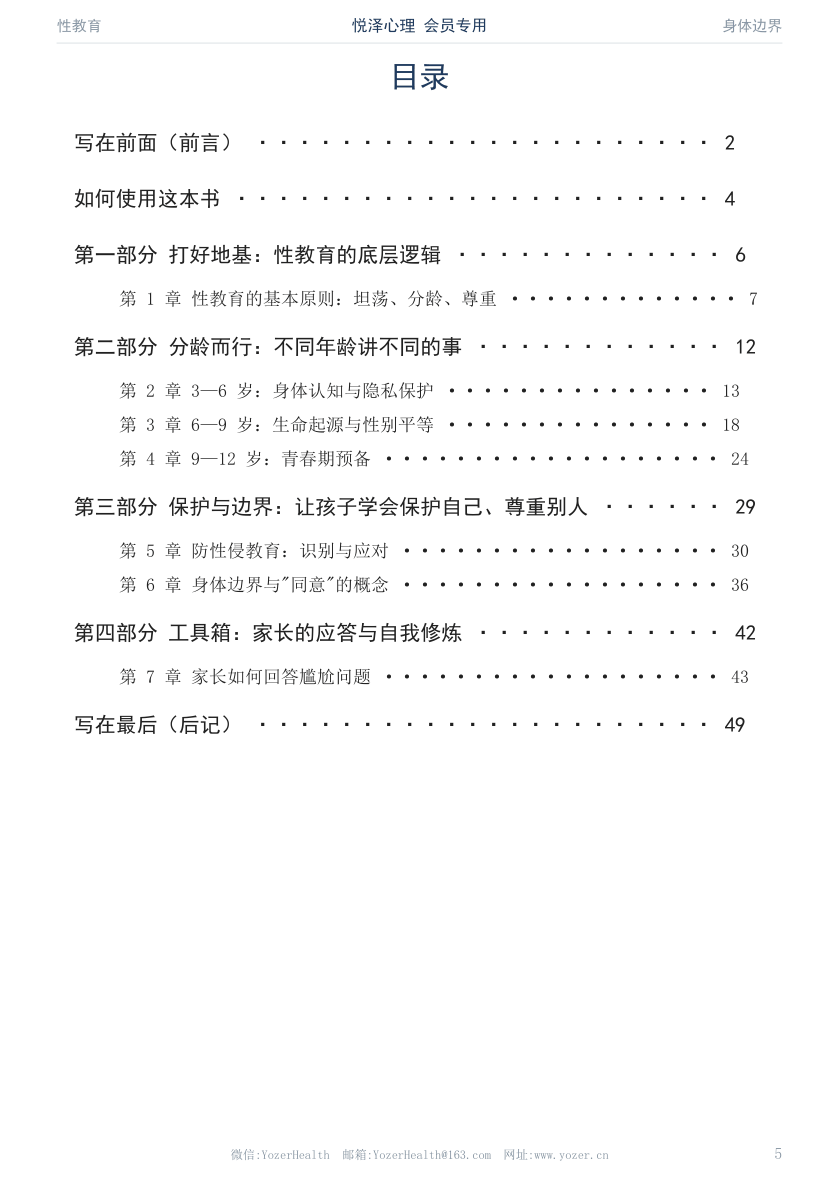 性教育 悦泽心理 会员专用 身体边界
目录
写在前面（前言） · · · · · · · · · · · · · · · · · · · · · · 2
如何使用这本书 · · · · · · · · · · · · · · · · · · · · · · · 4
第一部分 打好地基：性教育的底层逻辑 · · · · · · · · · · · · · 6
第 1 章 性教育的基本原则：坦荡、分龄、尊重 · · · · · · · · · · · · · 7
第二部分 分龄而行：不同年龄讲不同的事 · · · · · · · · · · · · 12
第 2 章 3—6 岁：身体认知与隐私保护 · · · · · · · · · · · · · · · 13
第 3 章 6—9 岁：生命起源与性别平等 · · · · · · · · · · · · · · · 18
第 4 章 9—12 岁：青春期预备 · · · · · · · · · · · · · · · · · · · 24
第三部分 保护与边界：让孩子学会保护自己、尊重别人 · · · · · · 29
第 5 章 防性侵教育：识别与应对 · · · · · · · · · · · · · · · · · · 30
第 6 章 身体边界与"同意"的概念 · · · · · · · · · · · · · · · · · · 36
第四部分 工具箱：家长的应答与自我修炼 · · · · · · · · · · · · 42
第 7 章 家长如何回答尴尬问题 · · · · · · · · · · · · · · · · · · · 43
写在最后（后记） · · · · · · · · · · · · · · · · · · · · · · 49
微信:YozerHealth 邮箱:YozerHealth@163.com 网址:www.yozer.cn 5